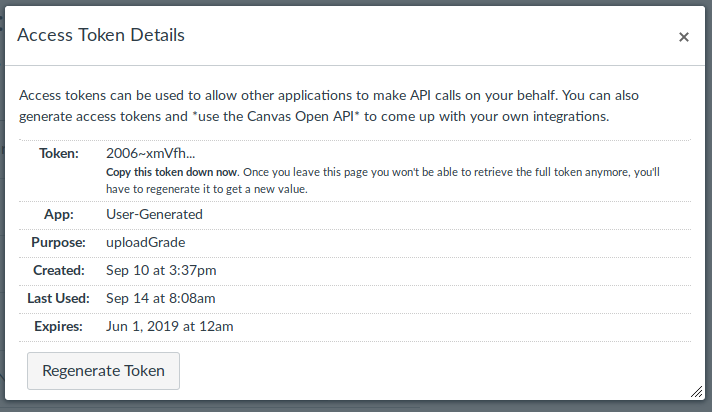 Access Token Details
×
Access tokens can be used to allow other applications to make API calls on your behalf. You can also
generate access tokens and *use the Canvas Open API* to come up with your own integrations.
Token: 2006~xmVfh...
Copy this token down now. Once you leave this page you won't be able to retrieve the full token anymore, you'll
have to regenerate it to get a new value.
App: User-Generated
Purpose: uploadGrade
Created: Sep 10 at 3:37pm
Last Used: Sep 14 at 8:08am
Expires: Jun 1, 2019 at 12am
Regenerate Token